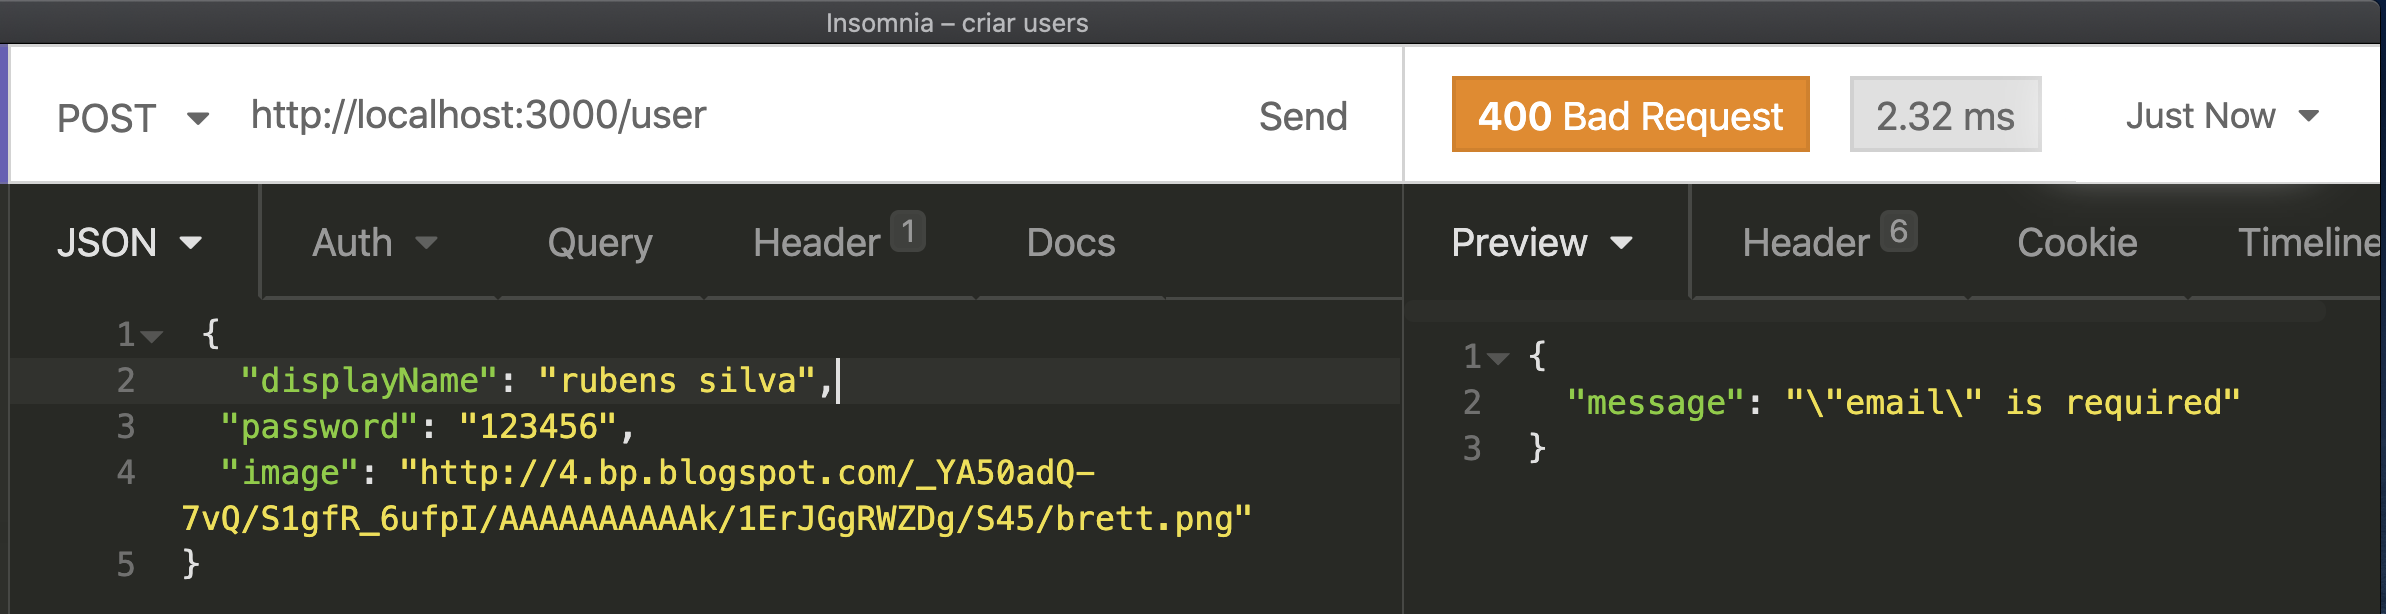 Insomnia – criar users
POST http://localhost:3000/user Send
400 Bad Request 2.32 ms Just Now
JSON Auth Query Header 1 Docs
Preview Header 6 Cookie Timeline
1 {
2 "displayName": "rubens silva",
3 "password": "123456",
4 "image": "http://4.bp.blogspot.com/_YA50adQ-
7vQ/S1gfR_6ufpI/AAAAAAAAAAk/1ErJGgRWZDg/S45/brett.png"
5 }
1 {
2 "message": "\"email\" is required"
3 }